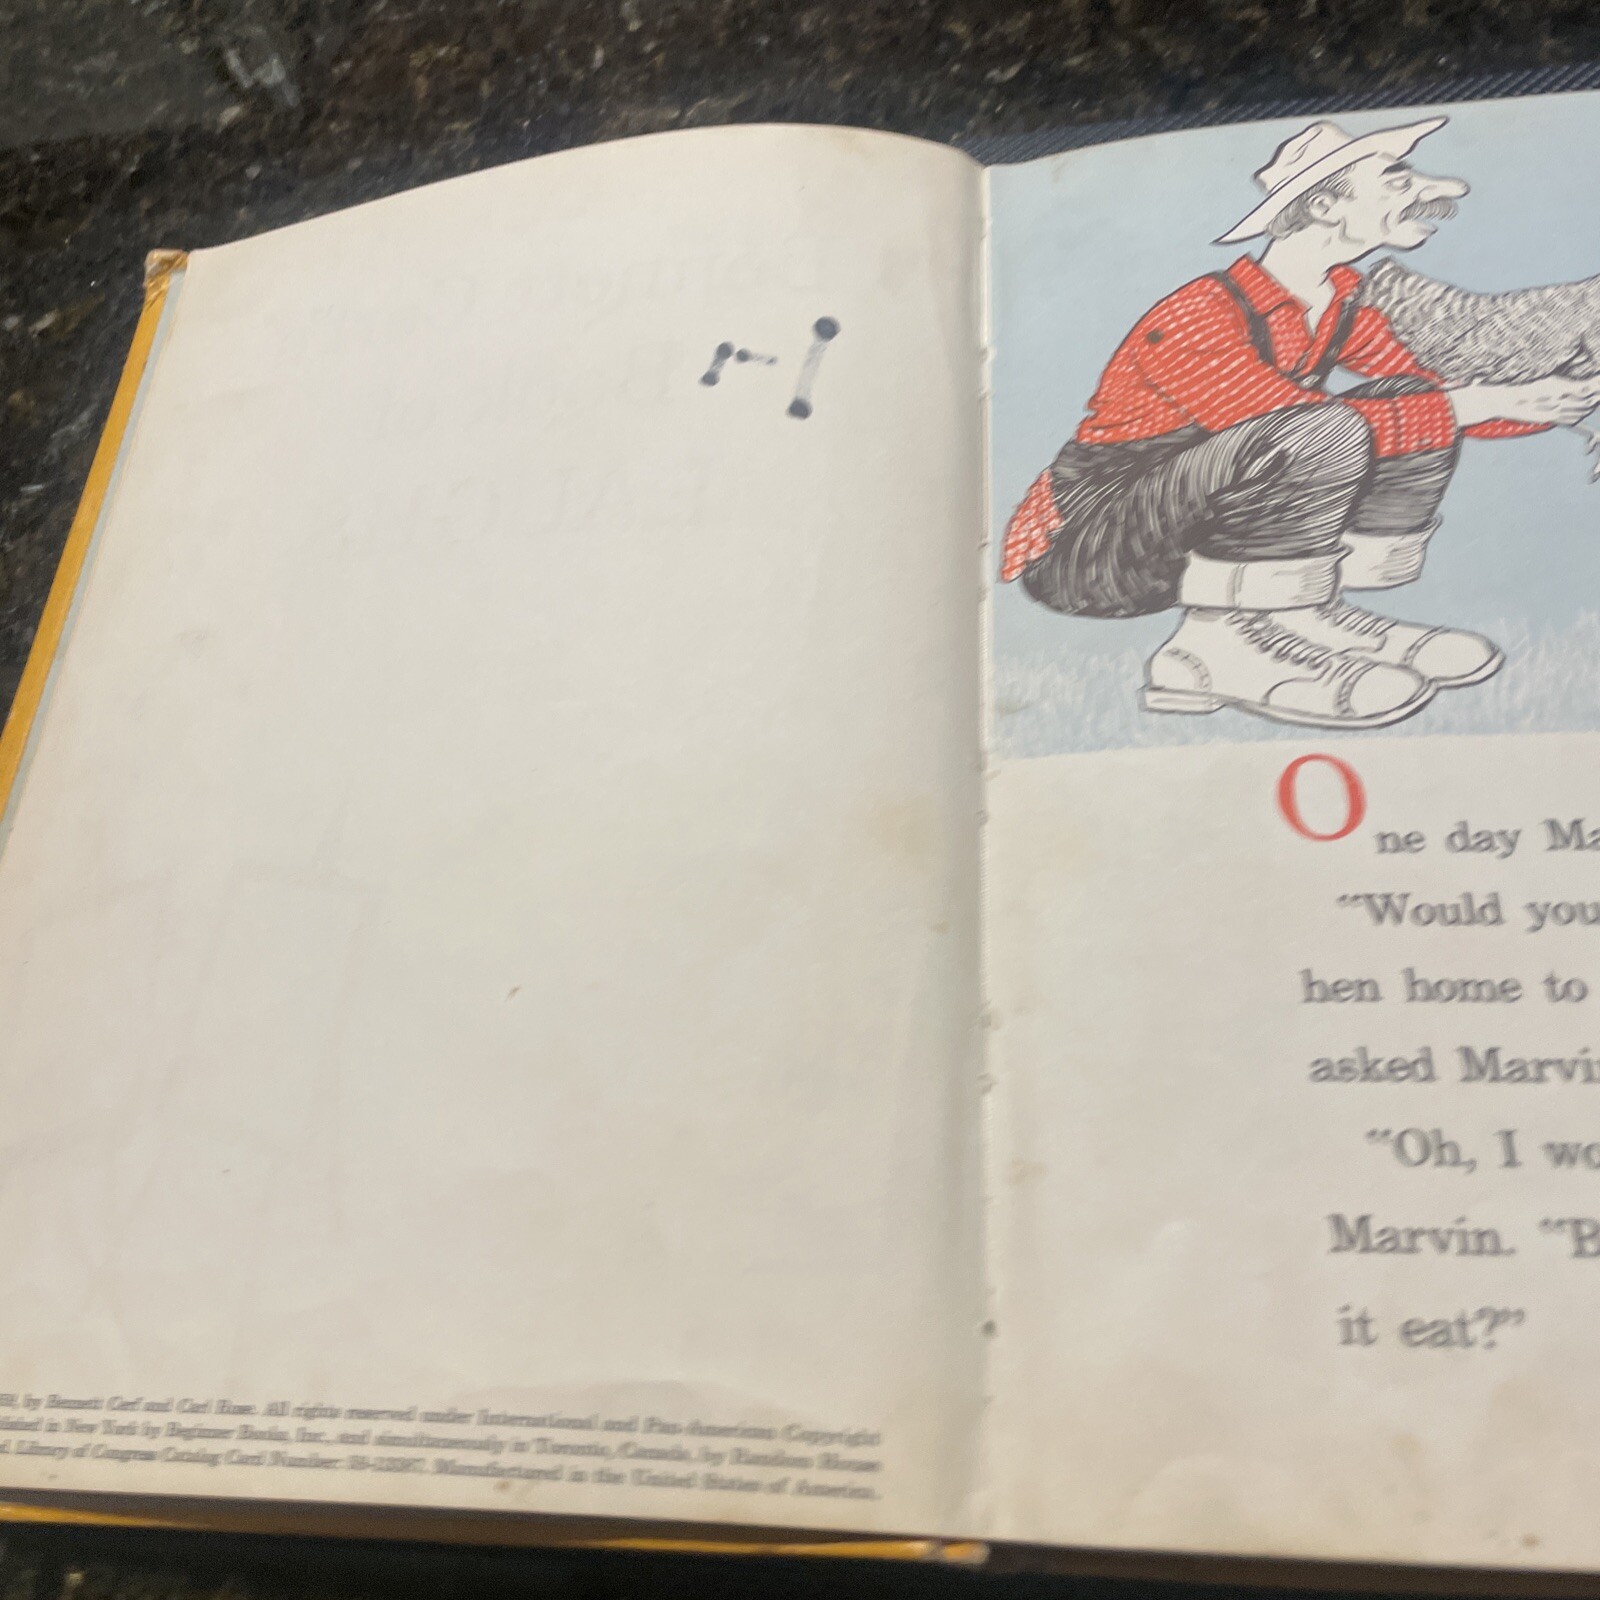 by Bennett Cerf and Carl Rose. All rights reserved under International and Pan-American Copyright
in New York by Beginner Books, Inc., and simultaneously in Toronto, Canada, by Random House
Library of Congress Catalog Card Number: Manufactured in the United States of America.
One day Ma
“Would you
hen home to
asked Marvin
“Oh, I wo
Marvin. “B
it eat?”